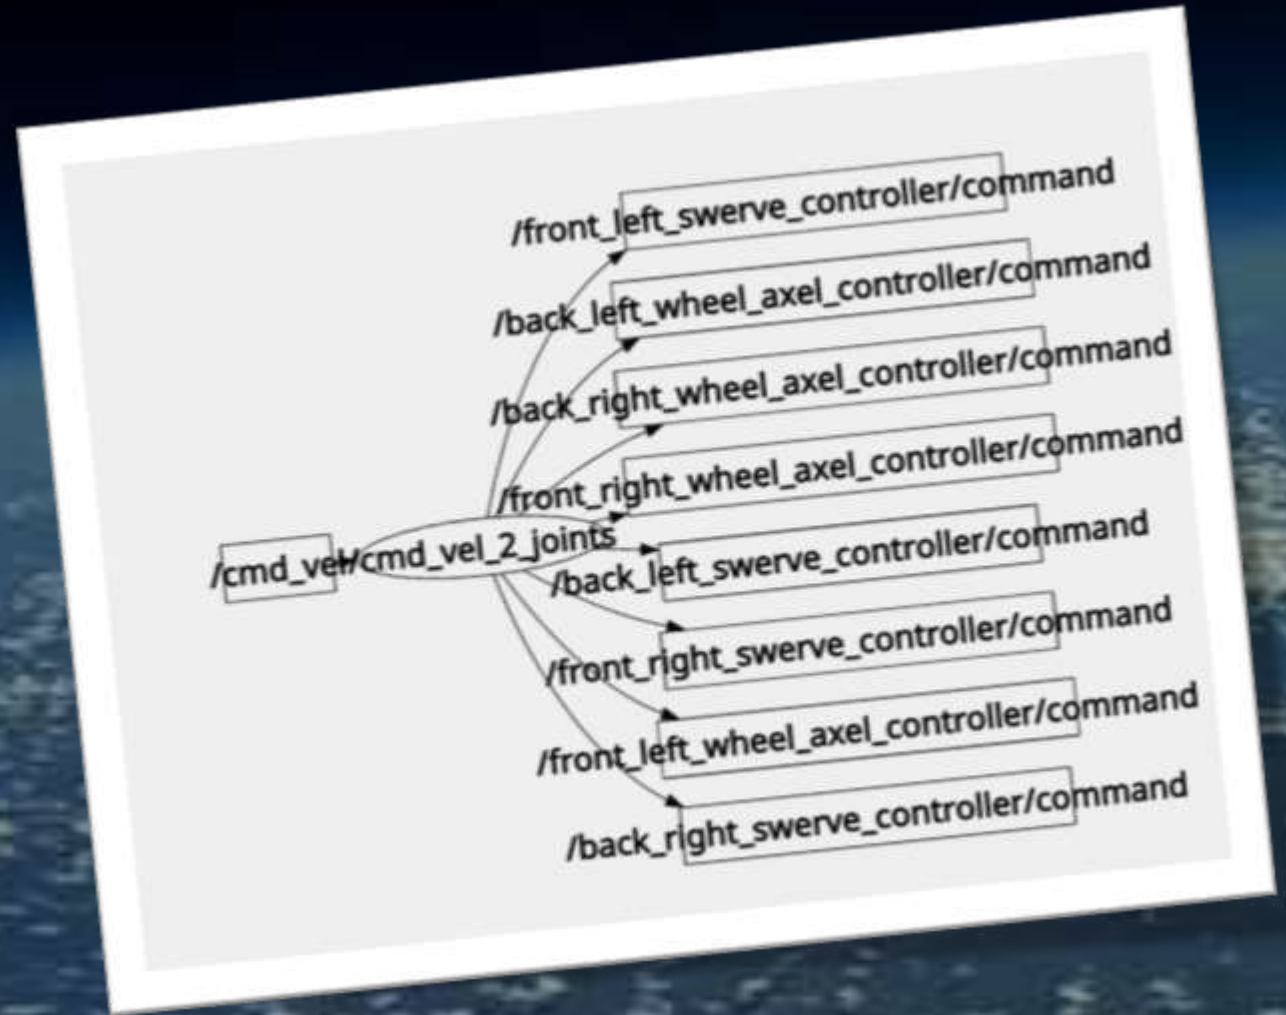 /front_left_swerve_controller/command
/back_left_wheel_axel_controller/command
/back_right_wheel_axel_controller/command
/front_right_wheel_axel_controller/command
/cmd_vel
/cmd_vel_2_joints
/back_left_swerve_controller/command
/front_right_swerve_controller/command
/front_left_wheel_axel_controller/command
/back_right_swerve_controller/command